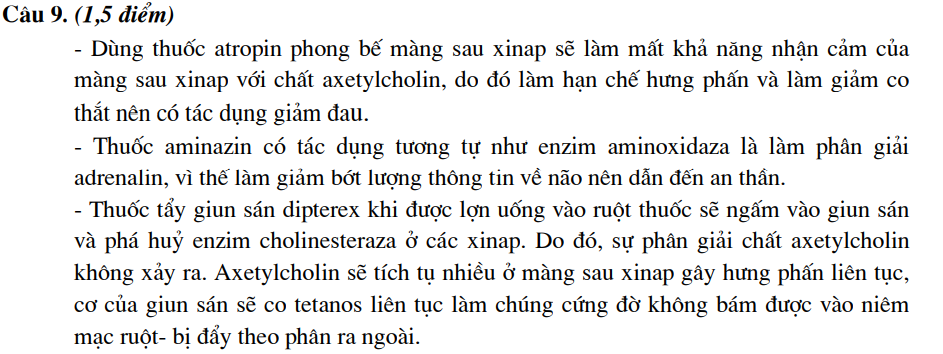 Câu 9. (1,5 điểm)
- Dùng thuốc atropin phong bế màng sau xinap sẽ làm mất khả năng nhận cảm của
màng sau xinap với chất axetylcholin, do đó làm hạn chế hưng phấn và làm giảm co
thắt nên có tác dụng giảm đau.
- Thuốc aminazin có tác dụng tương tự như enzim aminoxidaza là làm phân giải
adrenalin, vì thế làm giảm bớt lượng thông tin về não nên dẫn đến an thần.
- Thuốc tẩy giun sán dipterex khi được lợn uống vào ruột thuốc sẽ ngấm vào giun sán
và phá huỷ enzim cholinesteraza ở các xinap. Do đó, sự phân giải chất axetylcholin
không xảy ra. Axetylcholin sẽ tích tụ nhiều ở màng sau xinap gây hưng phấn liên tục,
cơ của giun sán sẽ co tetanos liên tục làm chúng cứng đờ không bám được vào niêm
mạc ruột- bị đẩy theo phân ra ngoài.